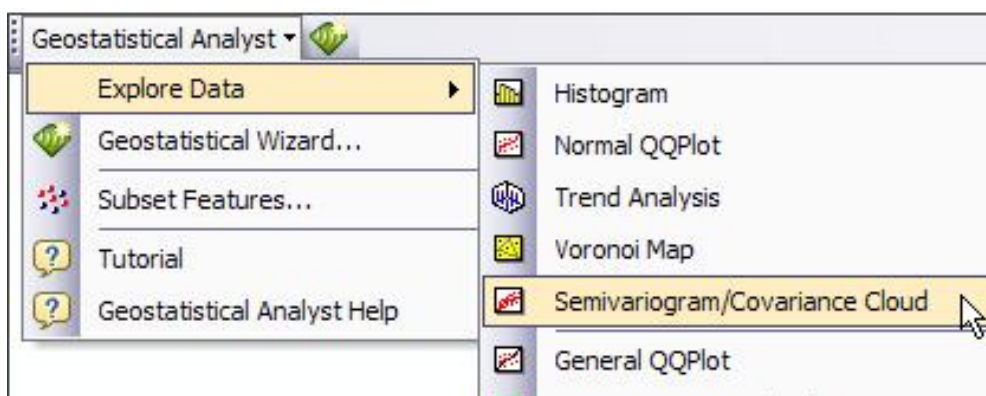 Geostatistical Analyst
Explore Data
Geostatistical Wizard...
Subset Features...
Tutorial
Geostatistical Analyst Help
Histogram
Normal QQPlot
Trend Analysis
Voronoi Map
Semivariogram/Covariance Cloud
General QQPlot